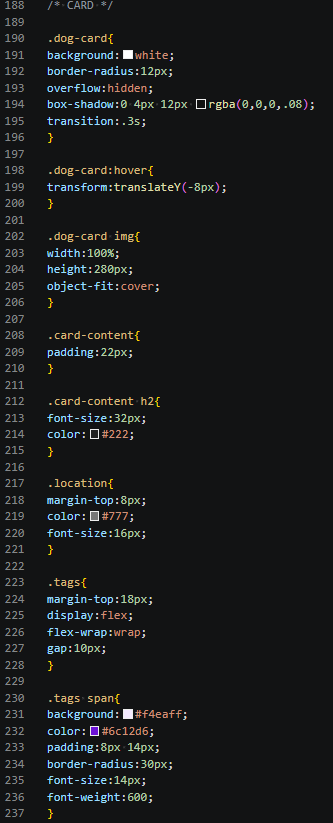 188 /* CARD */
189
190 .dog-card{
191 background:white;
192 border-radius:12px;
193 overflow:hidden;
194 box-shadow:0 4px 12px rgba(0,0,0,.08);
195 transition:.3s;
196 }
197
198 .dog-card:hover{
199 transform:translateY(-8px);
200 }
201
202 .dog-card img{
203 width:100%;
204 height:280px;
205 object-fit:cover;
206 }
207
208 .card-content{
209 padding:22px;
210 }
211
212 .card-content h2{
213 font-size:32px;
214 color:#222;
215 }
216
217 .location{
218 margin-top:8px;
219 color:#777;
220 font-size:16px;
221 }
222
223 .tags{
224 margin-top:18px;
225 display:flex;
226 flex-wrap:wrap;
227 gap:10px;
228 }
229
230 .tags span{
231 background:#f4eaff;
232 color:#6c12d6;
233 padding:8px 14px;
234 border-radius:30px;
235 font-size:14px;
236 font-weight:600;
237 }